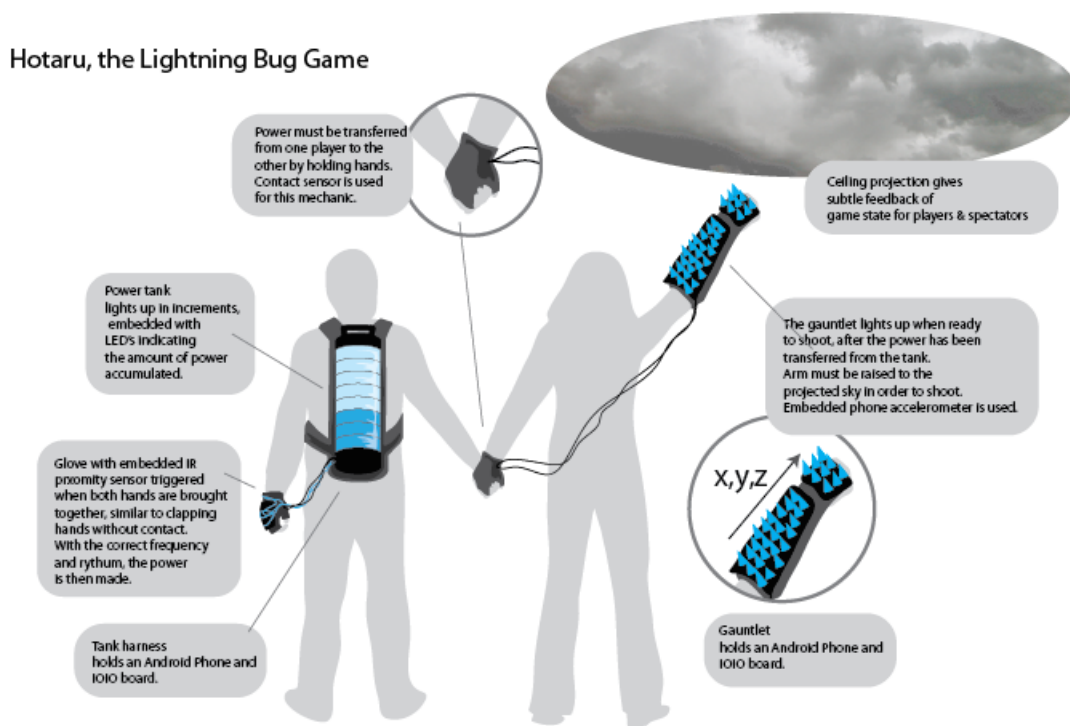 Hotaru, the Lightning Bug Game
Power must be transferred
from one player to the
other by holding hands.
Contact sensor is used
for this mechanic.
Ceiling projection gives
subtle feedback of
game state for players & spectators
Power tank
lights up in increments,
embedded with
LED's indicating
the amount of power
accumulated.
The gauntlet lights up when ready
to shoot, after the power has been
transferred from the tank.
Arm must be raised to the
projected sky in order to shoot.
Embedded phone accelerometer is used.
Glove with embedded IR
prxomity sensor triggered
when both hands are brought
together, similar to clapping
hands without contact.
With the correct frequency
and rythum, the power
is then made.
x,y,z
Tank harness
holds an Android Phone and
IOIO board.
Gauntlet
holds an Android Phone and
IOIO board.